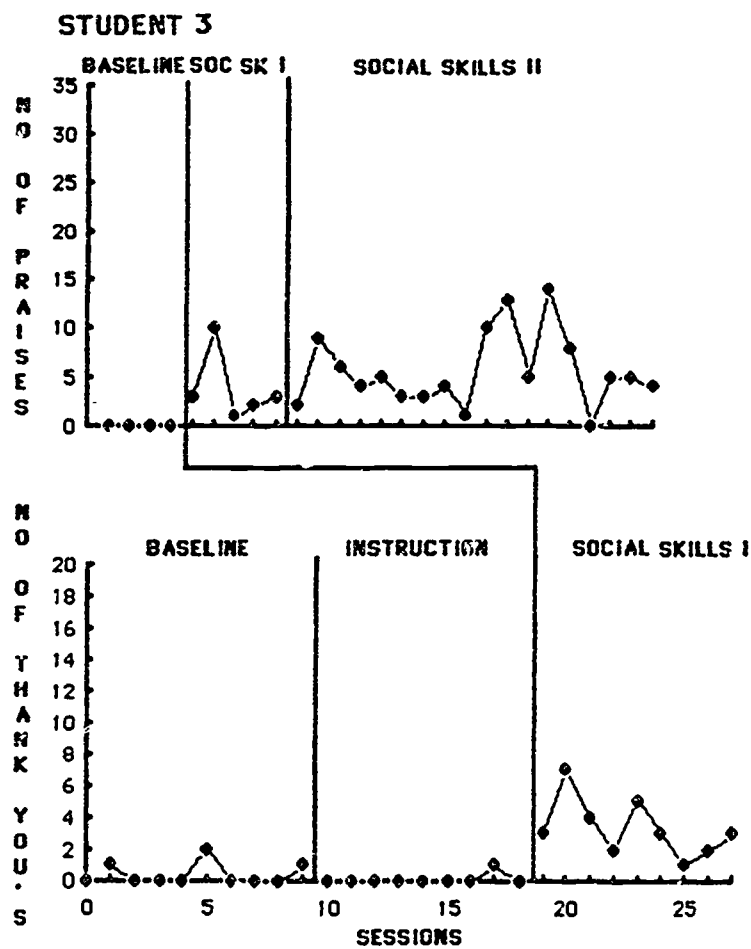 STUDENT 3
BASELINE SOC SK I SOCIAL SKILLS II
NO OF PRAISES
35
30
25
20
15
10
5
0
NO OF THANK YOU'S
BASELINE INSTRUCTION SOCIAL SKILLS I
20
18
16
14
12
10
8
6
4
2
0
0 5 10 15 20 25
SESSIONS